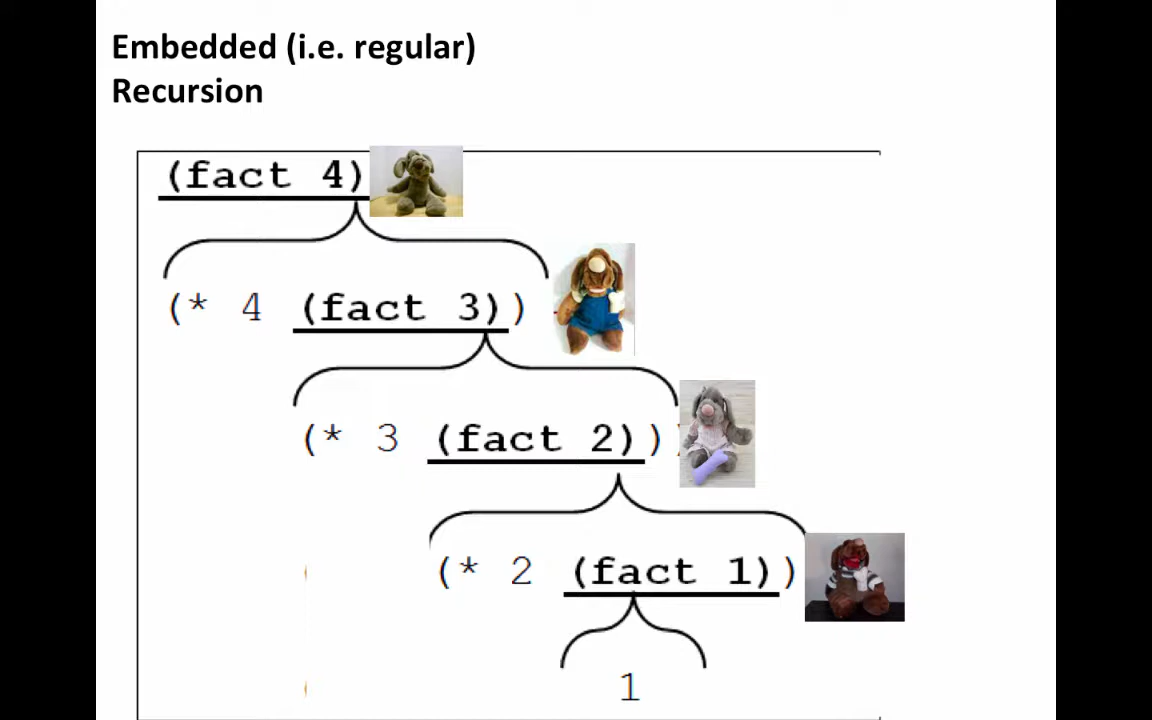 Embedded (i.e. regular)
Recursion
(fact 4)
(* 4 (fact 3))
(* 3 (fact 2))
(* 2 (fact 1))
1